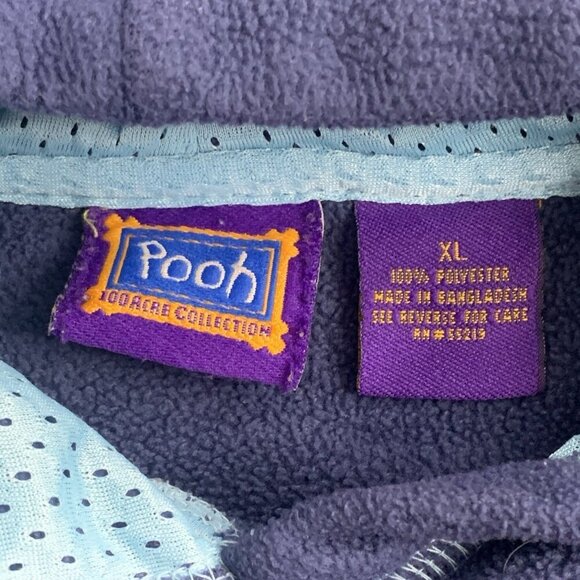 Pooh
100 ACRE COLLECTION
XL
100% POLYESTER
MADE IN BANGLADESH
SEE REVERSE FOR CARE
RN#55219